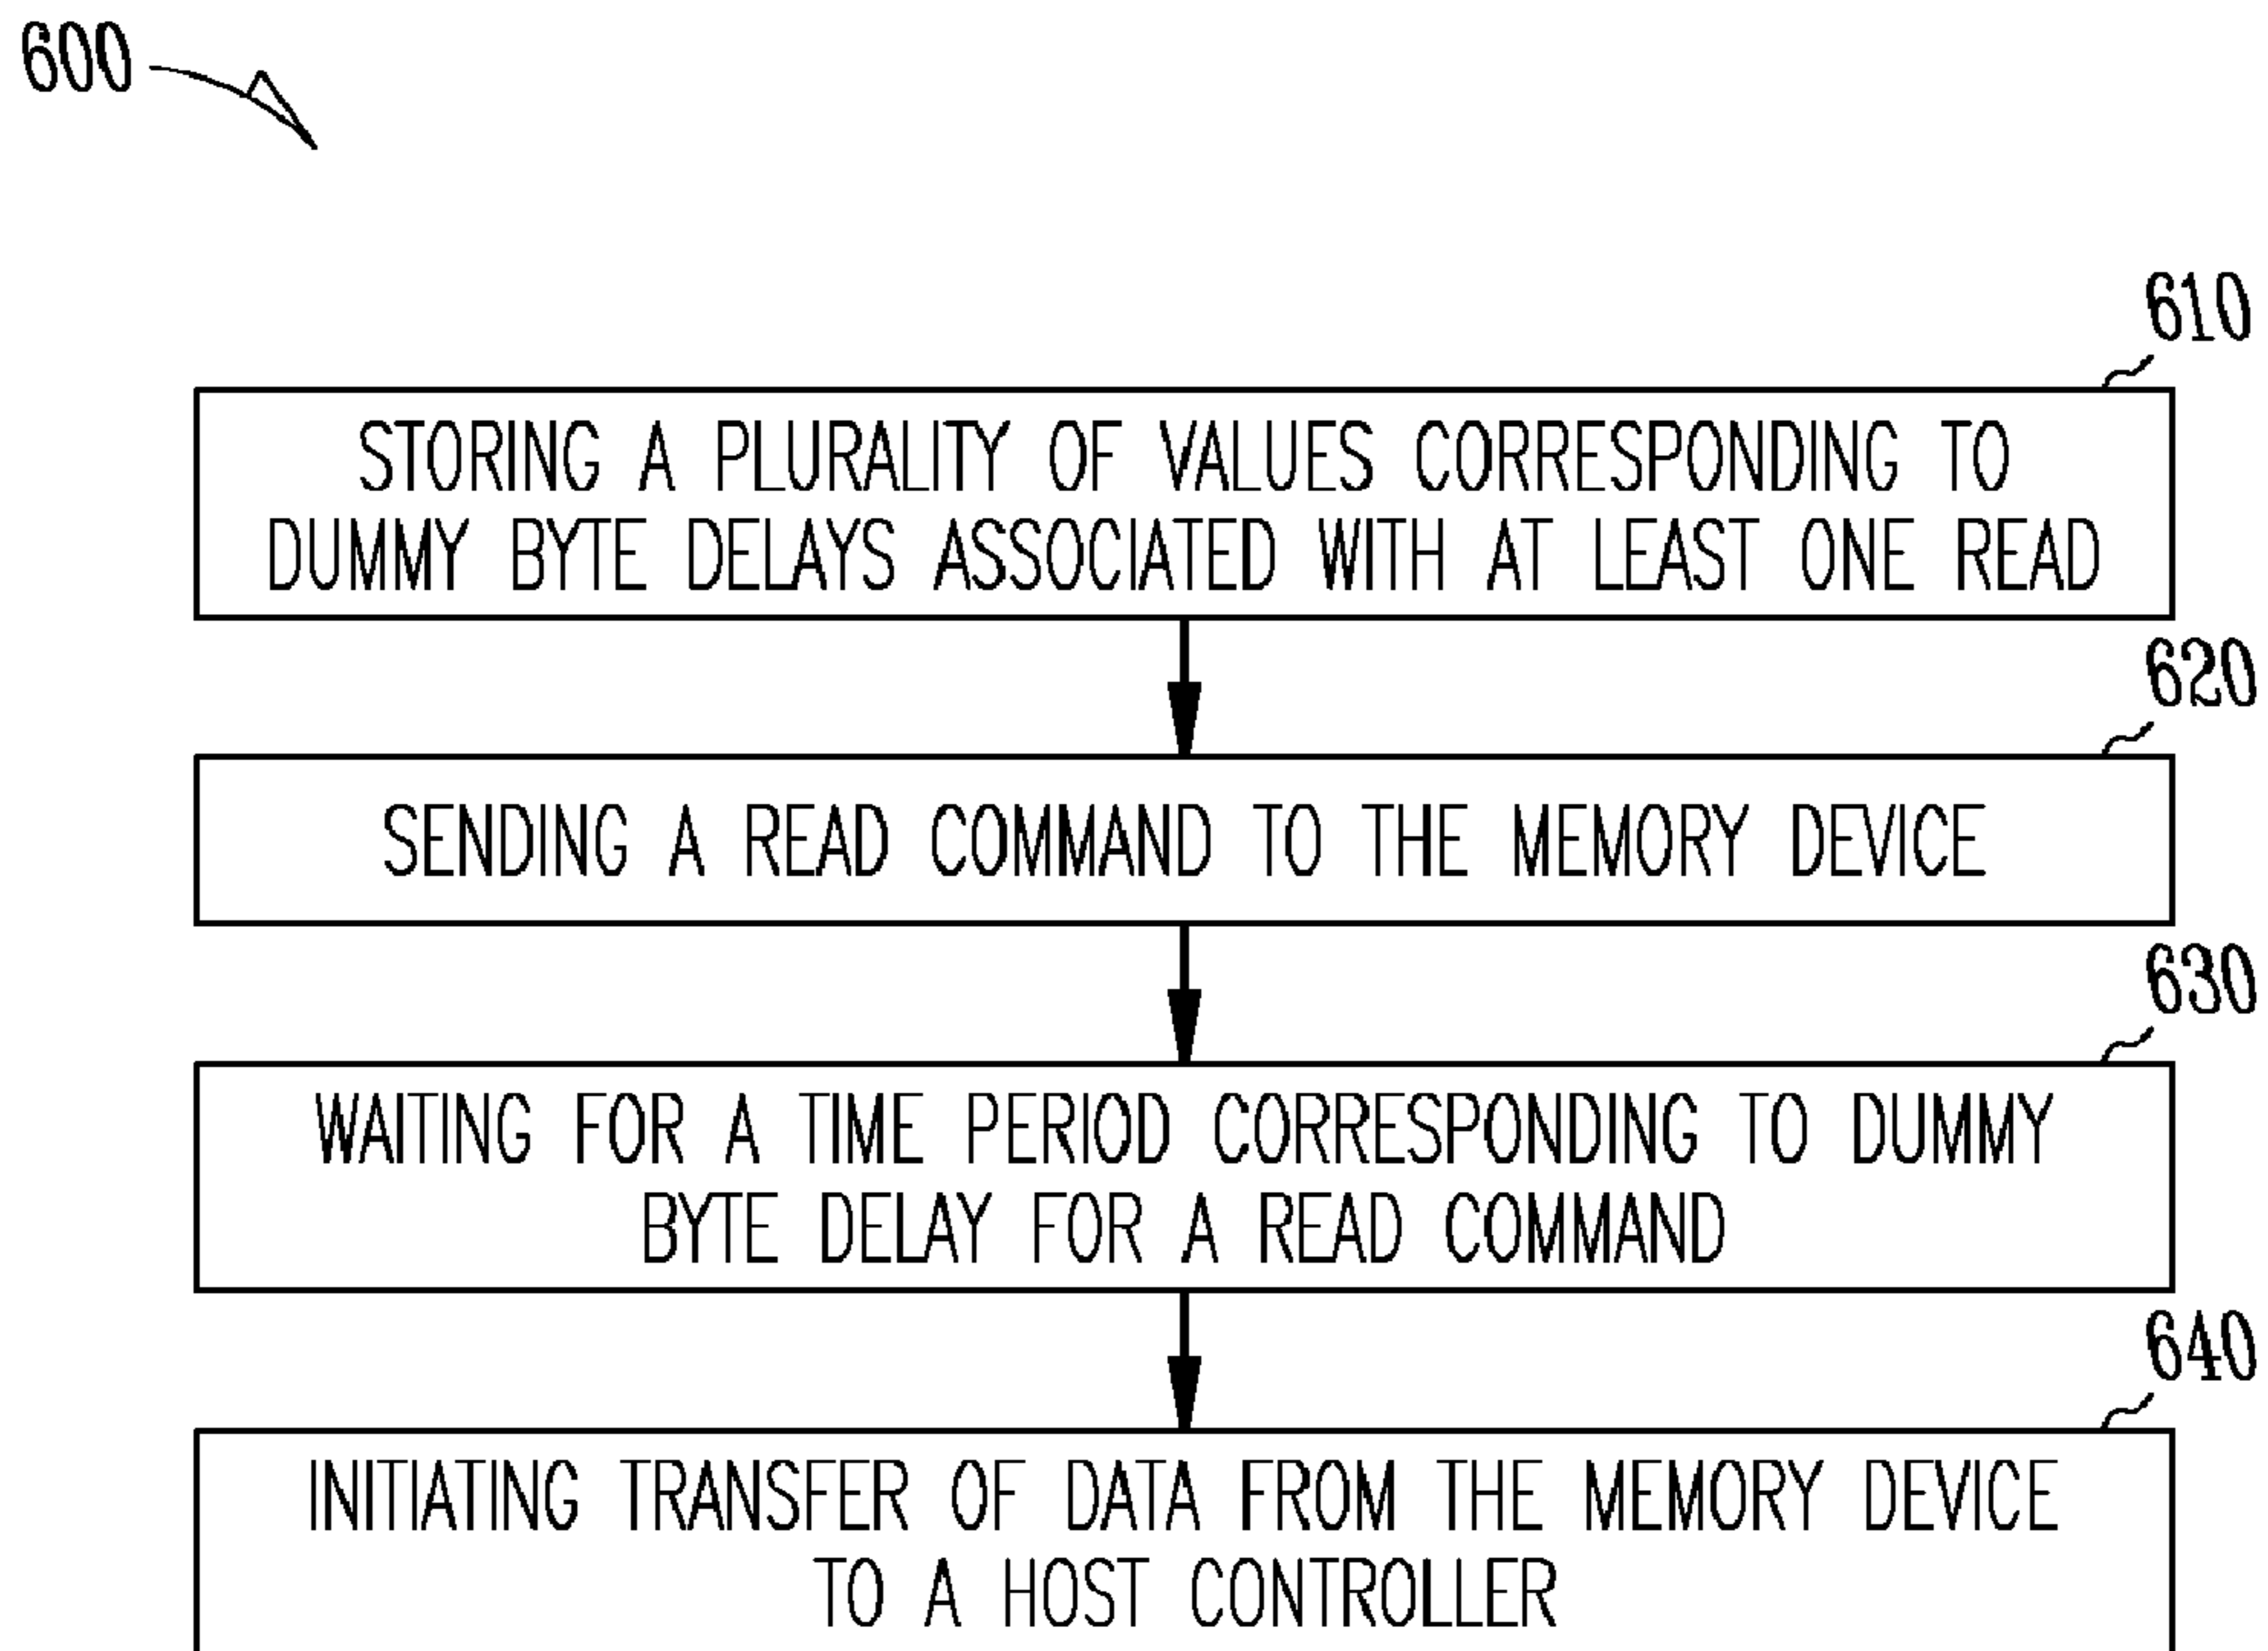 600
610
STORING A PLURALITY OF VALUES CORRESPONDING TO
DUMMY BYTE DELAYS ASSOCIATED WITH AT LEAST ONE READ
620
SENDING A READ COMMAND TO THE MEMORY DEVICE
630
WAITING FOR A TIME PERIOD CORRESPONDING TO DUMMY
BYTE DELAY FOR A READ COMMAND
640
INITIATING TRANSFER OF DATA FROM THE MEMORY DEVICE
TO A HOST CONTROLLER